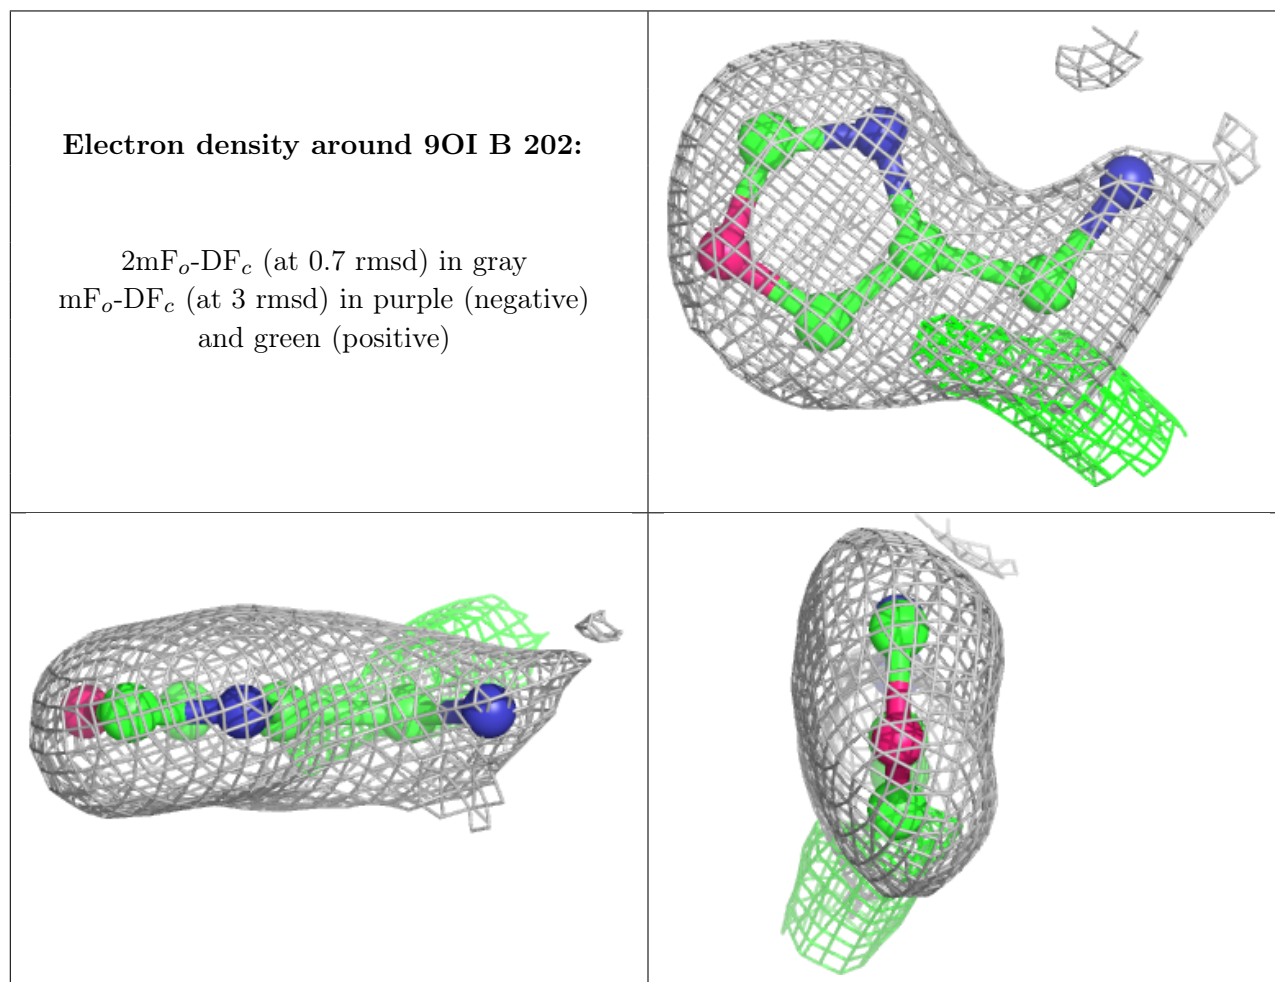 Electron density around 9OI B 202:
2mFo-DFc (at 0.7 rmsd) in gray
mFo-DFc (at 3 rmsd) in purple (negative)
and green (positive)